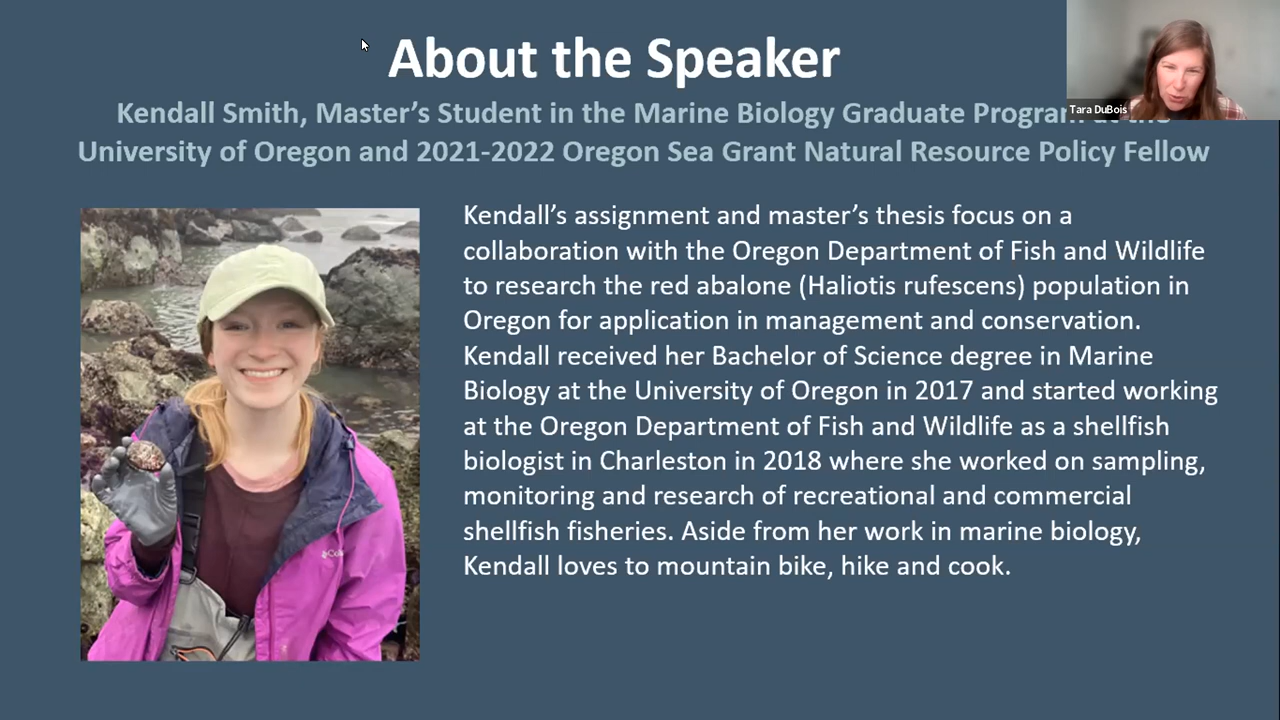 About the Speaker
Tara DuBois
Kendall Smith, Master's Student in the Marine Biology Graduate Program at the
University of Oregon and 2021-2022 Oregon Sea Grant Natural Resource Policy Fellow
Kendall's assignment and master's thesis focus on a
collaboration with the Oregon Department of Fish and Wildlife
to research the red abalone (Haliotis rufescens) population in
Oregon for application in management and conservation.
Kendall received her Bachelor of Science degree in Marine
Biology at the University of Oregon in 2017 and started working
at the Oregon Department of Fish and Wildlife as a shellfish
biologist in Charleston in 2018 where she worked on sampling,
monitoring and research of recreational and commercial
shellfish fisheries. Aside from her work in marine biology,
Kendall loves to mountain bike, hike and cook.